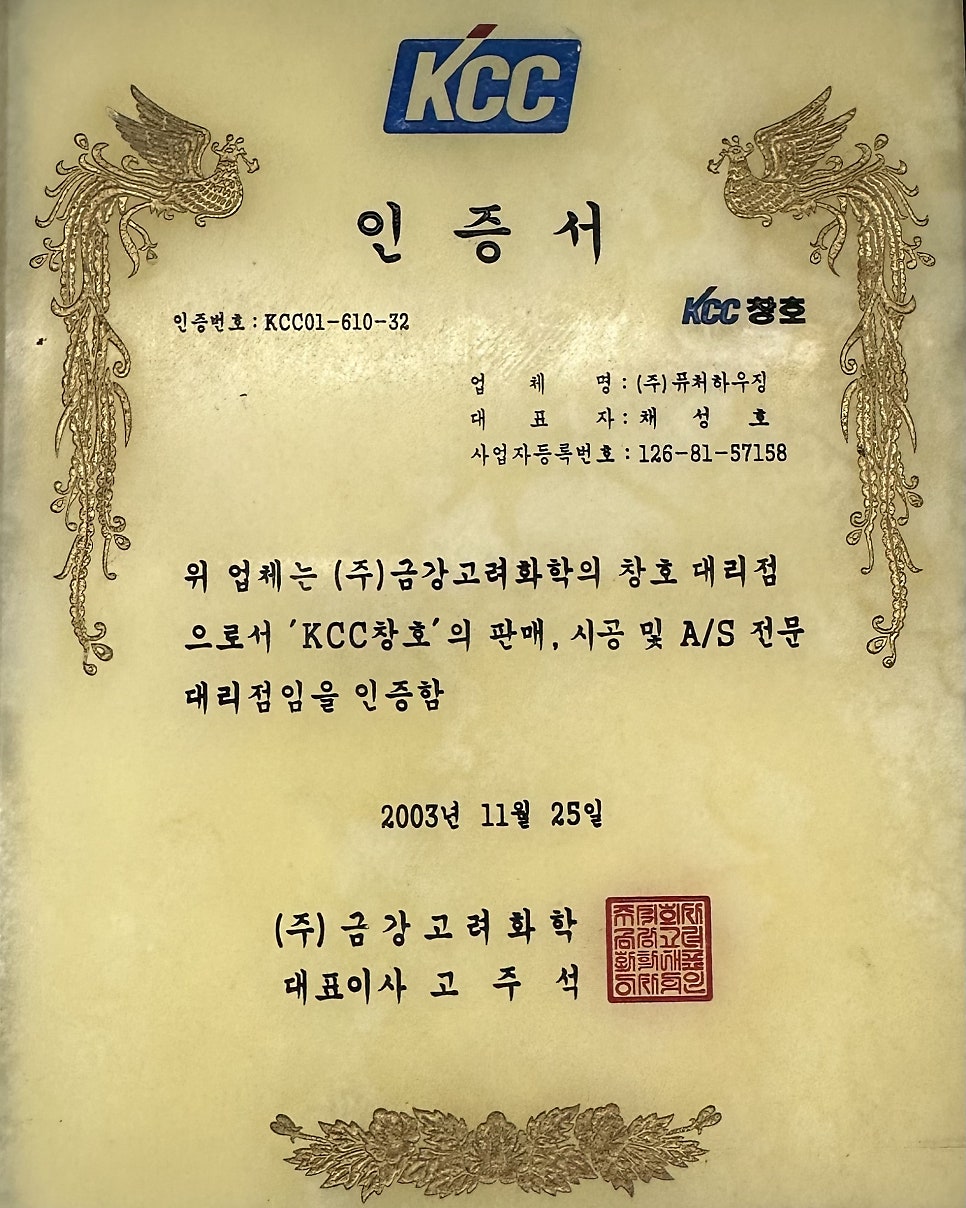 KCC
인 증 서
인증번호 : KCC01-610-32
KCC 창호
업 체 명 : (주)퓨처하우징
대 표 자 : 채 성 호
사업자등록번호 : 126-81-57158
위 업체는 (주)금강고려화학의 창호 대리점
으로서 ′KCC창호′의 판매, 시공 및 A/S 전문
대리점임을 인증함
2003년 11월 25일
(주) 금 강 고 려 화 학
대표이사 고 주 석